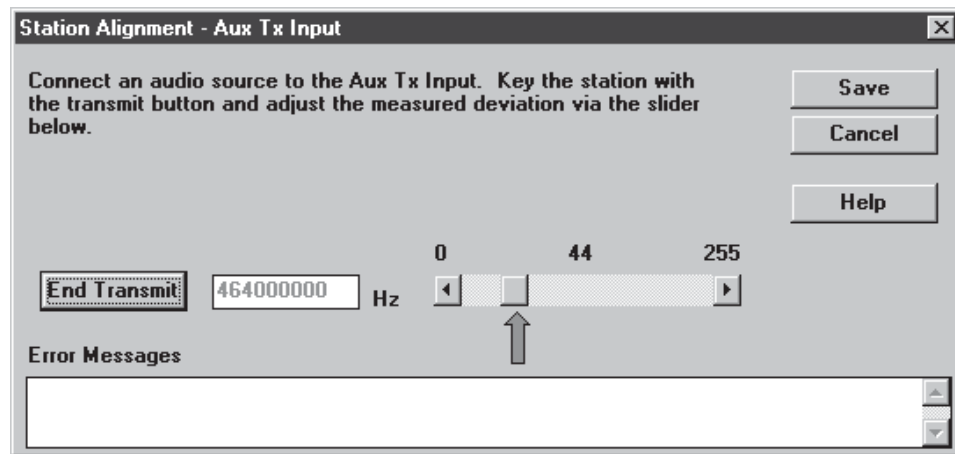 Station Alignment - Aux Tx Input
Connect an audio source to the Aux Tx Input. Key the station with
the transmit button and adjust the measured deviation via the slider
below.
Save
Cancel
Help
0 44 255
End Transmit 464000000 Hz
Error Messages